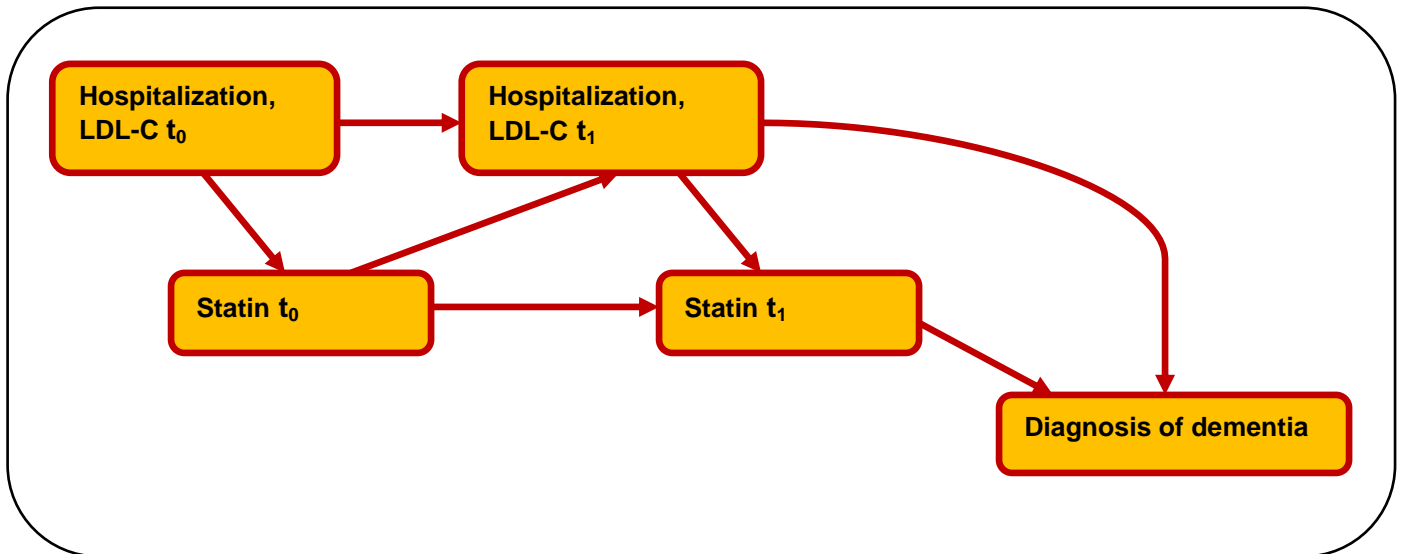 Hospitalization,
LDL-C t₀
Hospitalization,
LDL-C t₁
Statin t₀
Statin t₁
Diagnosis of dementia